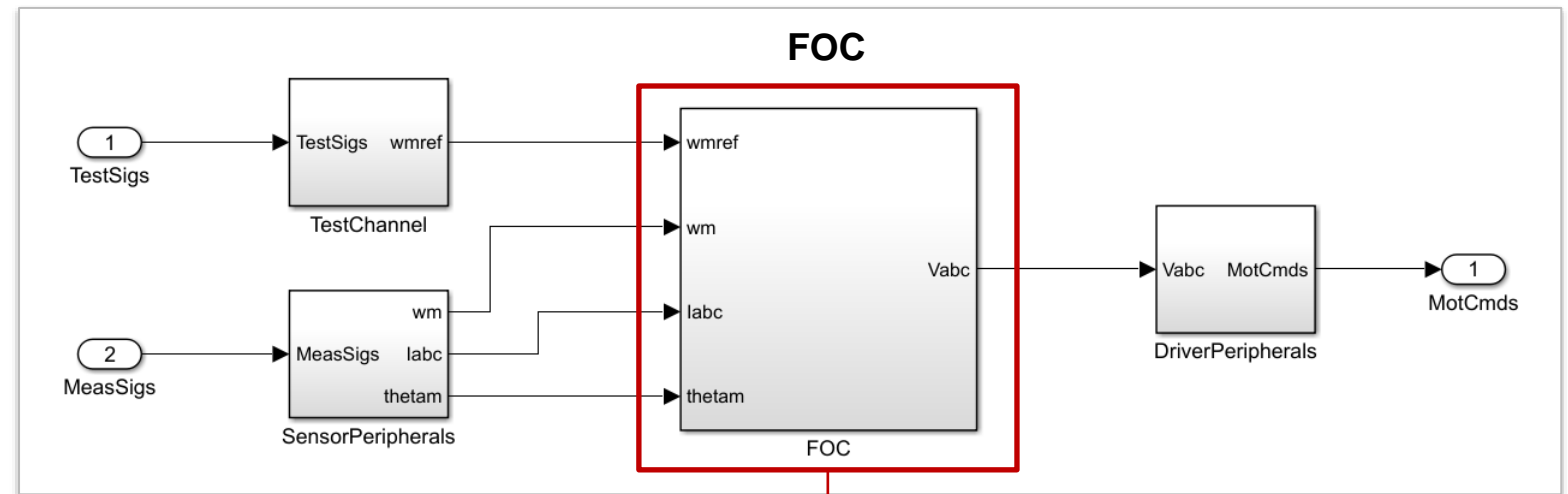 FOC
1
TestSigs
TestSigs wmref
TestChannel
2
MeasSigs
MeasSigs
wm
Iabc
thetam
SensorPeripherals
wmref
wm
Iabc
thetam
Vabc
FOC
Vabc MotCmds
DriverPeripherals
1
MotCmds